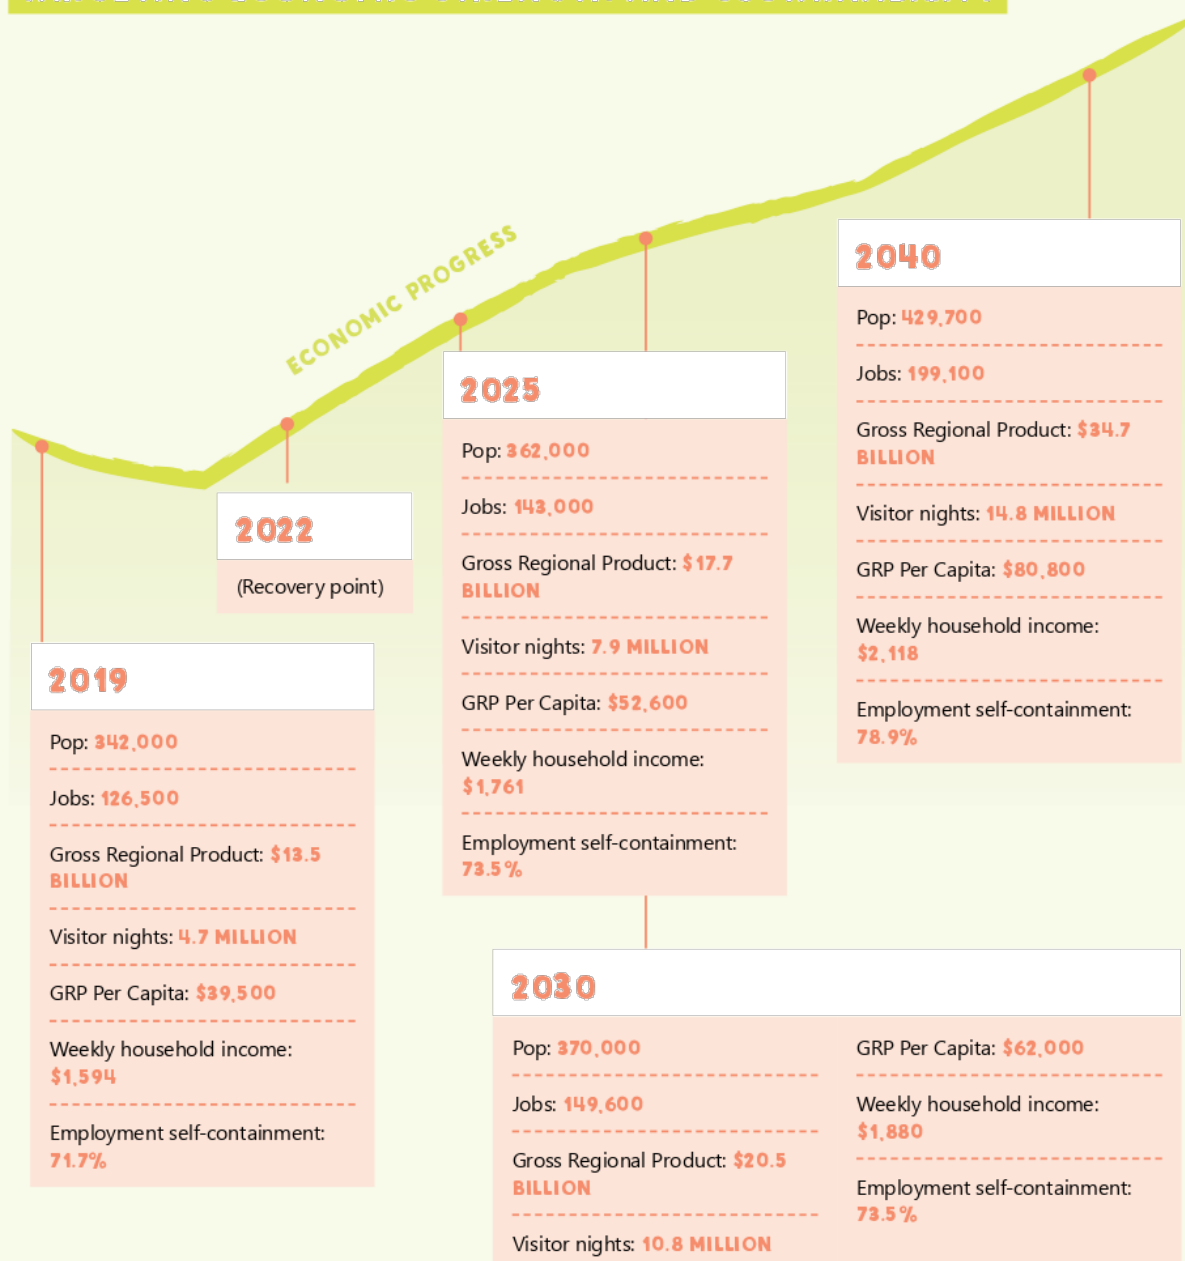 ECONOMIC PROGRESS
2019
Pop: 342,000
Jobs: 126,500
Gross Regional Product: $13.5
BILLION
Visitor nights: 4.7 MILLION
GRP Per Capita: $39,500
Weekly household income:
$1,594
Employment self-containment:
71.7%
2022
(Recovery point)
2025
Pop: 362,000
Jobs: 143,000
Gross Regional Product: $17.7
BILLION
Visitor nights: 7.9 MILLION
GRP Per Capita: $52,600
Weekly household income:
$1,761
Employment self-containment:
73.5%
2030
Pop: 370,000
Jobs: 149,600
Gross Regional Product: $20.5
BILLION
Visitor nights: 10.8 MILLION
GRP Per Capita: $62,000
Weekly household income:
$1,880
Employment self-containment:
73.5%
2040
Pop: 429,700
Jobs: 199,100
Gross Regional Product: $34.7
BILLION
Visitor nights: 14.8 MILLION
GRP Per Capita: $80,800
Weekly household income:
$2,118
Employment self-containment:
78.9%